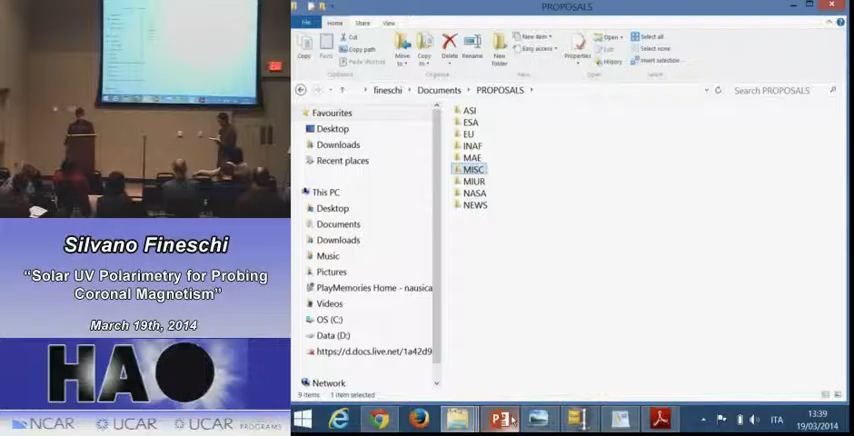 PROPOSALS
File
Home
Share
View
Copy
Paste
Cut
Copy path
Paste shortcut
Clipboard
Move to
Copy to
Delete
Rename
Organise
New folder
New item
Easy access
New
Properties
Open
Edit
History
Open
Select all
Select none
Invert selection
Select
fineschi
Documents
PROPOSALS
Search PROPOSALS
Favourites
Desktop
Downloads
Recent places
This PC
Desktop
Documents
Downloads
Music
Pictures
PlayMemories Home - nausica
Videos
OS (C:)
Data (D:)
https://d.docs.live.net/1a42d9
Network
ASI
ESA
EU
INAF
MAE
MISC
MIUR
NASA
NEWS
9 items
1 item selected
ITA
13:39
19/03/2014
Silvano Fineschi
“Solar UV Polarimetry for Probing
Coronal Magnetism”
March 19th, 2014
HAO
NCAR
UCAR
UCAR PROGRAMS